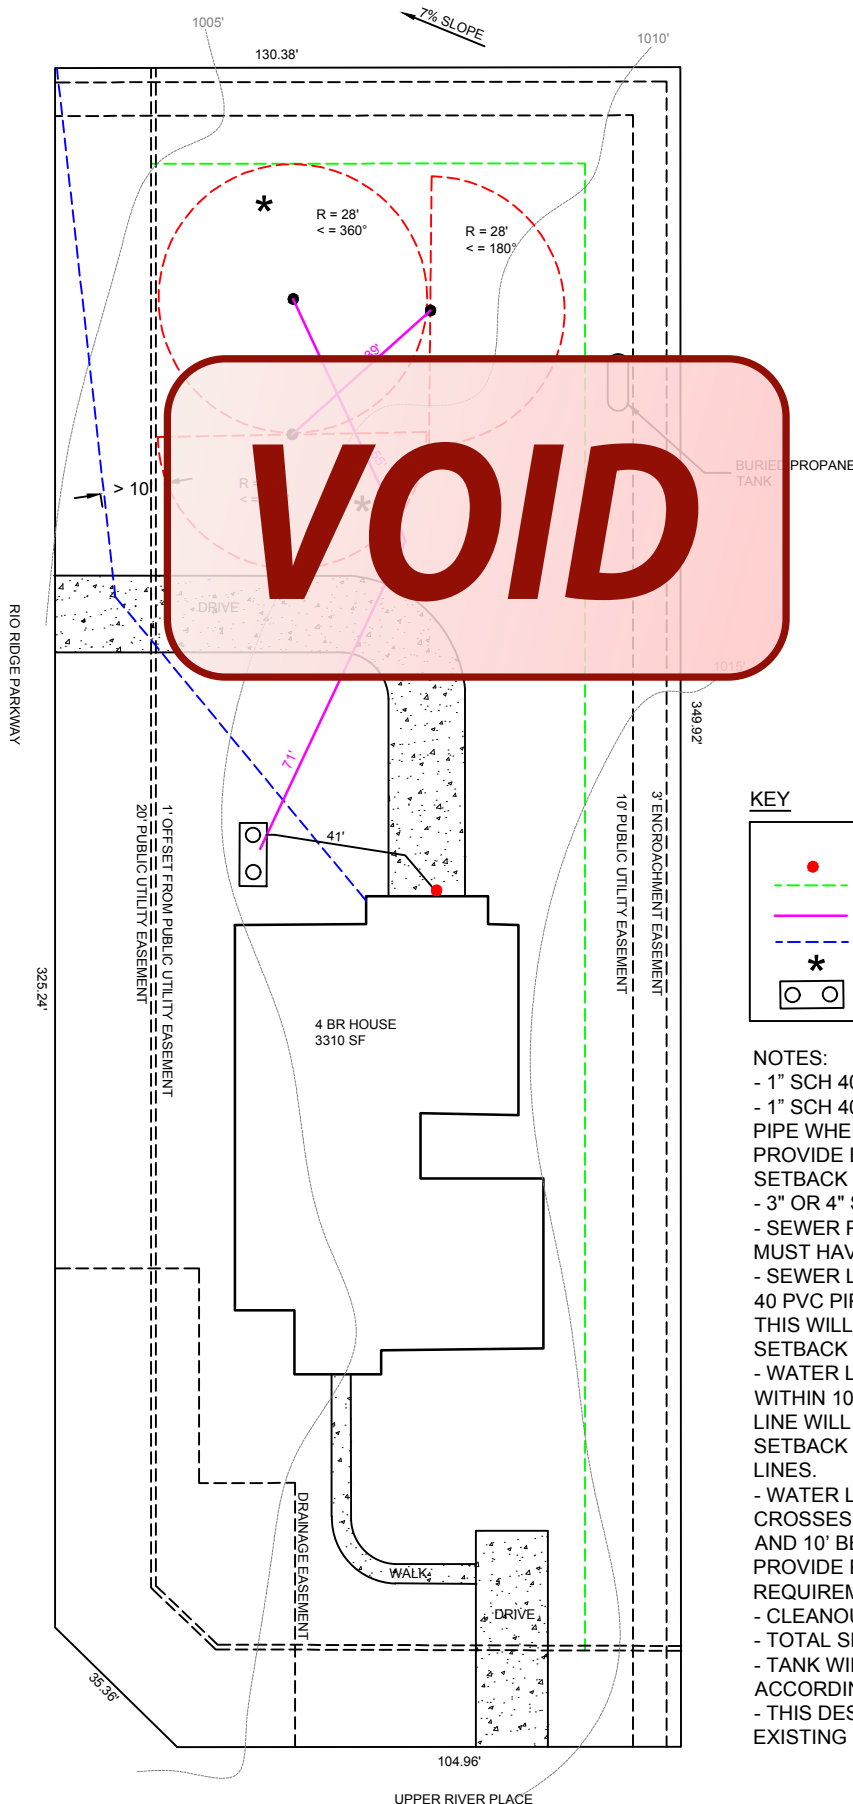 1005'
7% SLOPE
1010'
130.38'
*
R = 28'
< = 360°
R = 28'
< = 180°
39'
VOID
BURIED PROPANE
TANK
> 10'
R =
< =
*
DRIVE
1015'
RIO RIDGE PARKWAY
349.92'
71'
41'
20' PUBLIC UTILITY EASEMENT
1' OFFSET FROM PUBLIC UTILITY EASEMENT
10' PUBLIC UTILITY EASEMENT
3' ENCROACHMENT EASEMENT
KEY
*
325.24'
4 BR HOUSE
3310 SF
NOTES:
- 1” SCH 40
- 1” SCH 40
PIPE WHE
PROVIDE
SETBACK
- 3" OR 4"
- SEWER
MUST HAV
- SEWER L
40 PVC PIP
THIS WILL
SETBACK
- WATER L
WITHIN 10
LINE WILL
SETBACK
LINES.
- WATER L
CROSSES
AND 10’ BE
PROVIDE
REQUIREM
- CLEANOU
- TOTAL
- TANK WIL
ACCORDIN
- THIS DES
EXISTING
DRAINAGE EASEMENT
WALK
DRIVE
35.36'
104.96'
UPPER RIVER PLACE